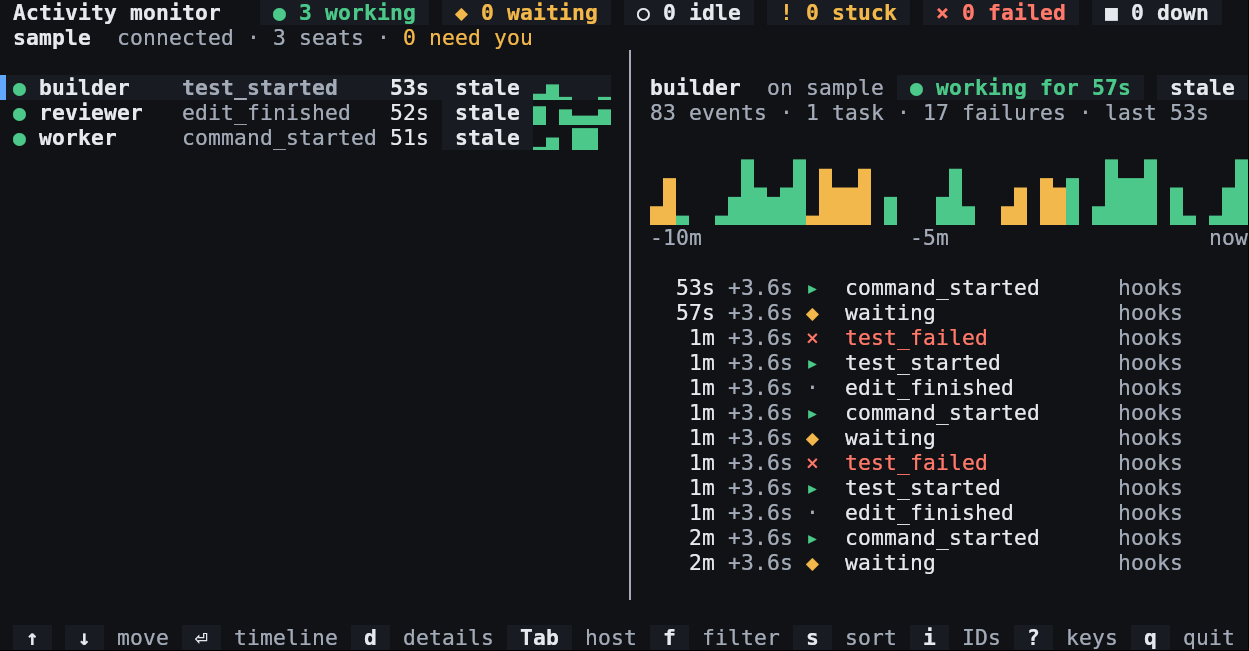 Activity monitor ● 3 working ◆ 0 waiting ○ 0 idle ! 0 stuck × 0 failed ■ 0 down
sample connected · 3 seats · 0 need you
● builder test_started 53s stale
● reviewer edit_finished 52s stale
● worker command_started 51s stale
builder on sample ● working for 57s stale
83 events · 1 task · 17 failures · last 53s
-10m -5m now
53s +3.6s ▸ command_started hooks
57s +3.6s ◆ waiting hooks
1m +3.6s × test_failed hooks
1m +3.6s ▸ test_started hooks
1m +3.6s · edit_finished hooks
1m +3.6s ▸ command_started hooks
1m +3.6s ◆ waiting hooks
1m +3.6s × test_failed hooks
1m +3.6s ▸ test_started hooks
1m +3.6s · edit_finished hooks
2m +3.6s ▸ command_started hooks
2m +3.6s ◆ waiting hooks
↑ ↓ move ⏎ timeline d details Tab host f filter s sort i IDs ? keys q quit